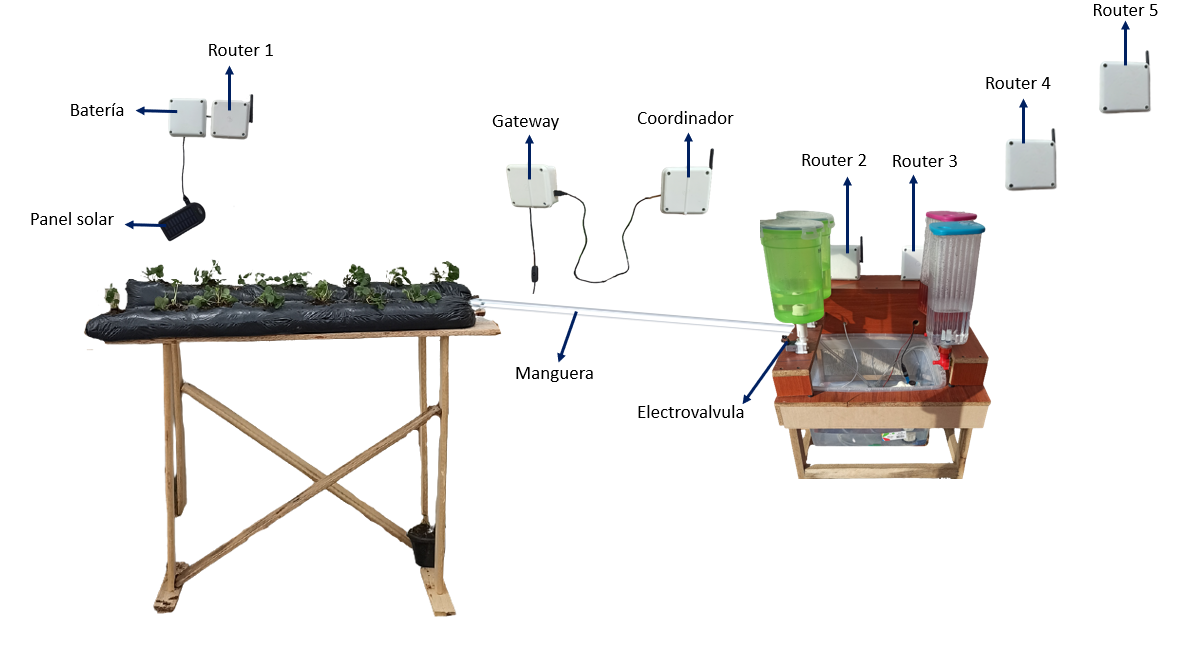 Router 5
Router 1
Router 4
Batería
Gateway
Coordinador
Router 2
Router 3
Panel solar
Manguera
Electrovalvula